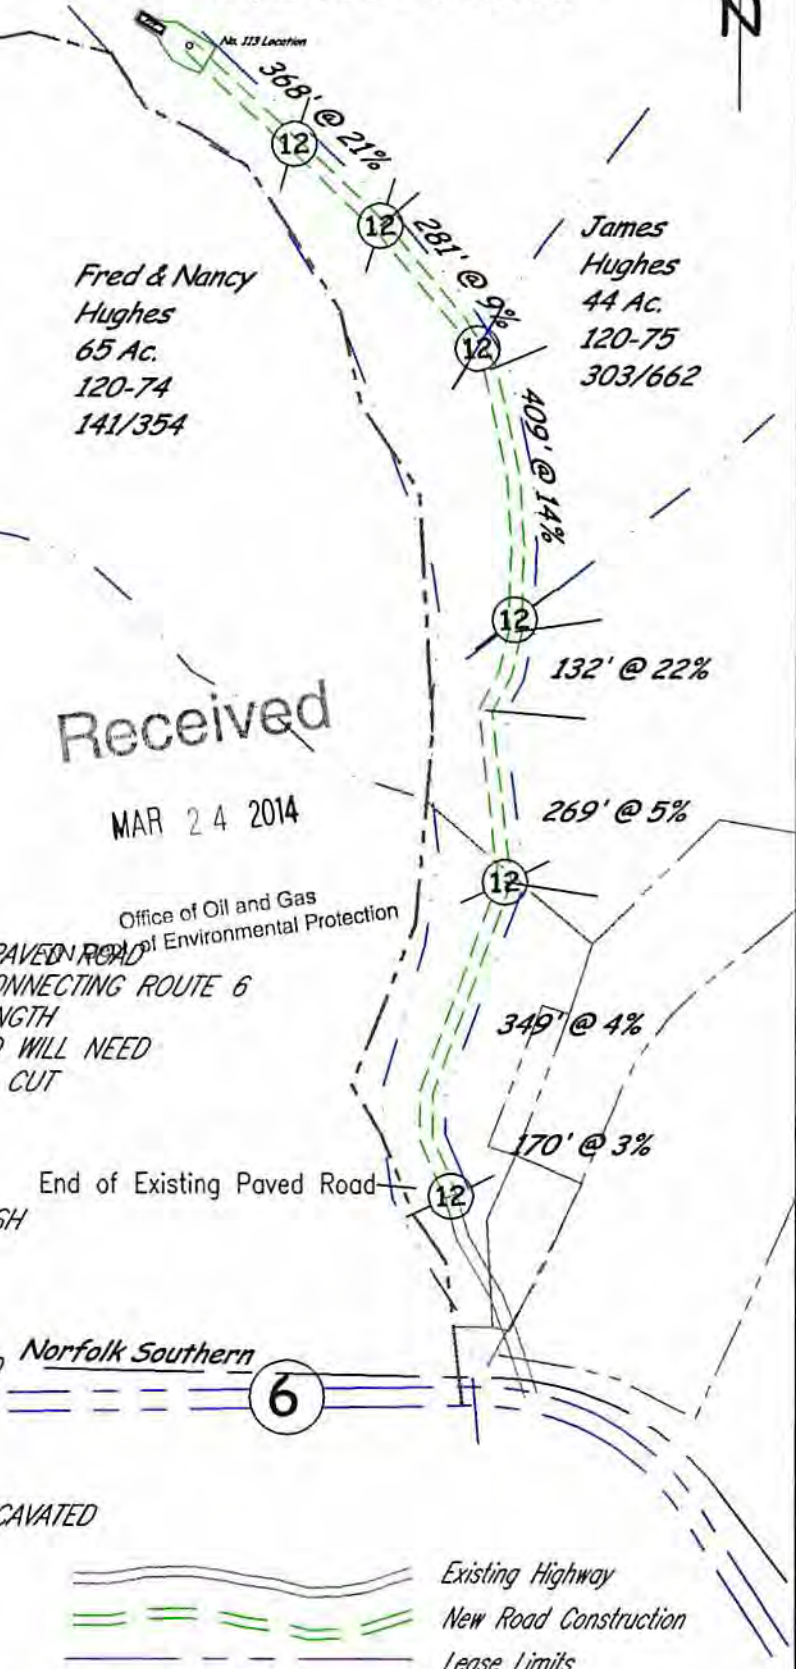 N
No. 113 Location
368' @ 21%
12
12
281' @ 9%
James
Hughes
44 Ac.
120-75
303/662
Fred & Nancy
Hughes
65 Ac.
120-74
141/354
12
409' @ 14%
12
132' @ 22%
Received
MAR 24 2014
269' @ 5%
12
Office of Oil and Gas
of Environmental Protection
PAVED ROAD
ONNECTING ROUTE 6
NGTH
WILL NEED
CUT
349' @ 4%
170' @ 3%
End of Existing Paved Road
12
SH
Norfolk Southern
6
CAVATED
Existing Highway
New Road Construction
Lease Limits